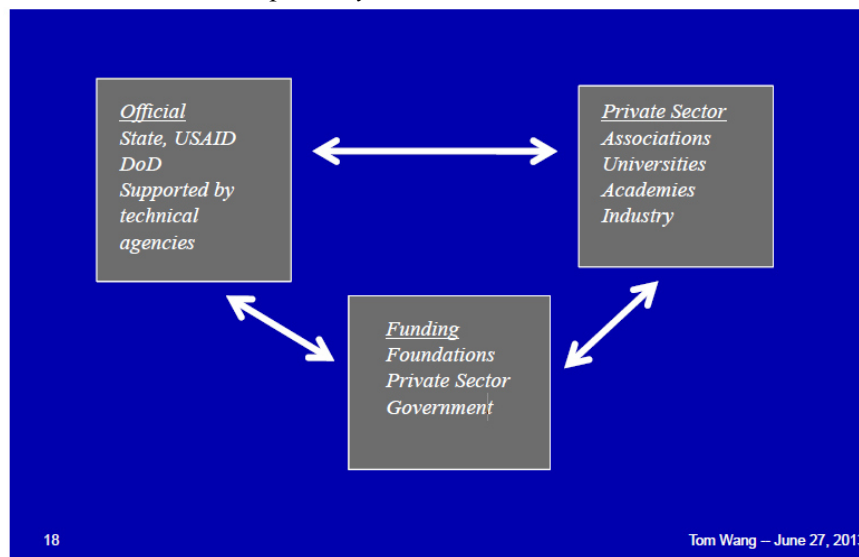 Official
State, USAID
DoD
Supported by
technical
agencies
Private Sector
Associations
Universities
Academies
Industry
Funding
Foundations
Private Sector
Government
18
Tom Wang -- June 27,